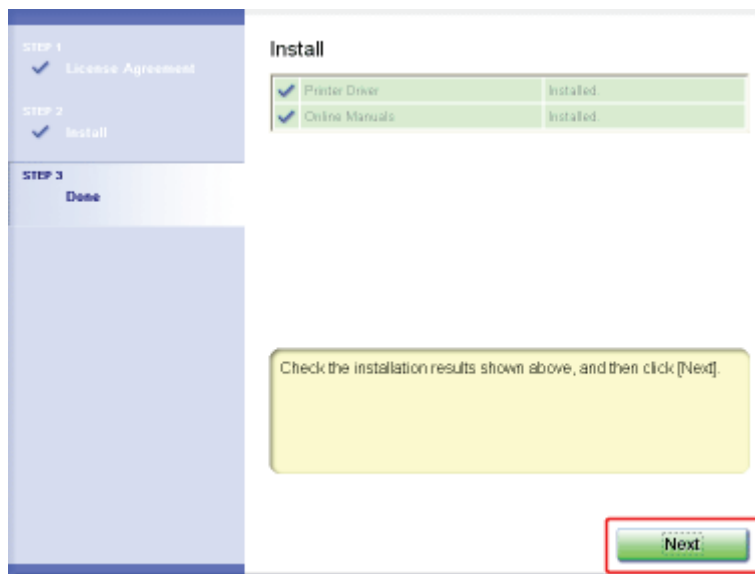 STEP 1
License Agreement
STEP 2
Install
STEP 3
Done
Install
Printer Driver Installed.
Online Manuals Installed.
Check the installation results shown above, and then click [Next].
Next